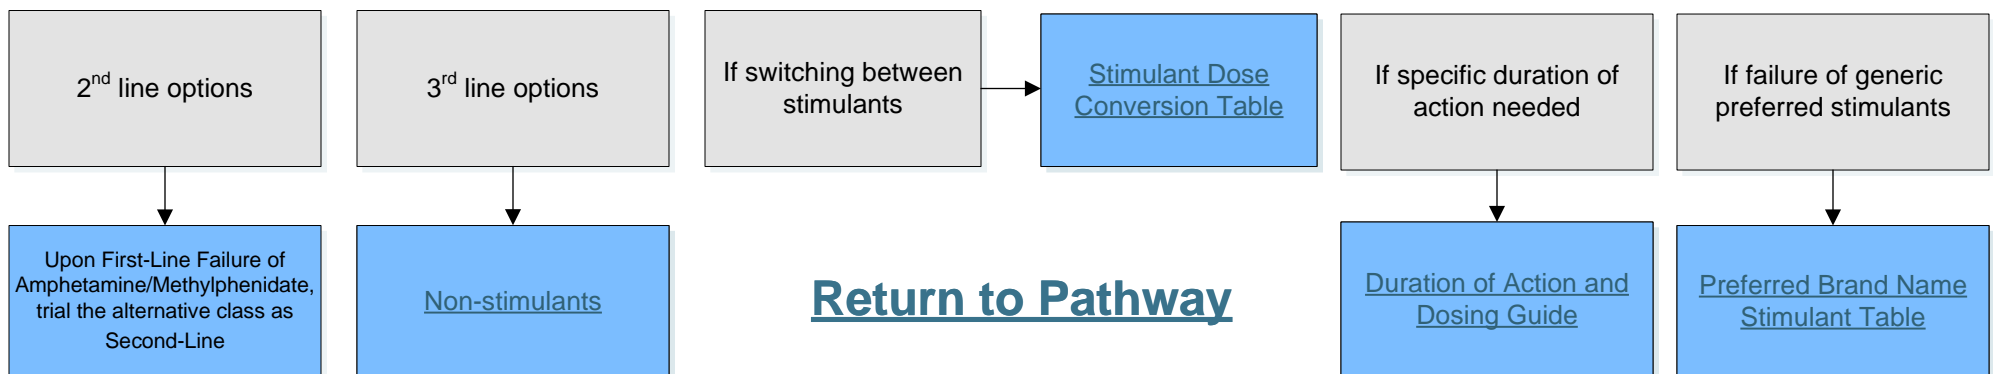 2nd line options
3rd line options
If switching between
stimulants
Stimulant Dose
Conversion Table
If specific duration of
action needed
If failure of generic
preferred stimulants
Upon First-Line Failure of
Amphetamine/Methylphenidate,
trial the alternative class as
Second-Line
Non-stimulants
Return to Pathway
Duration of Action and
Dosing Guide
Preferred Brand Name
Stimulant Table